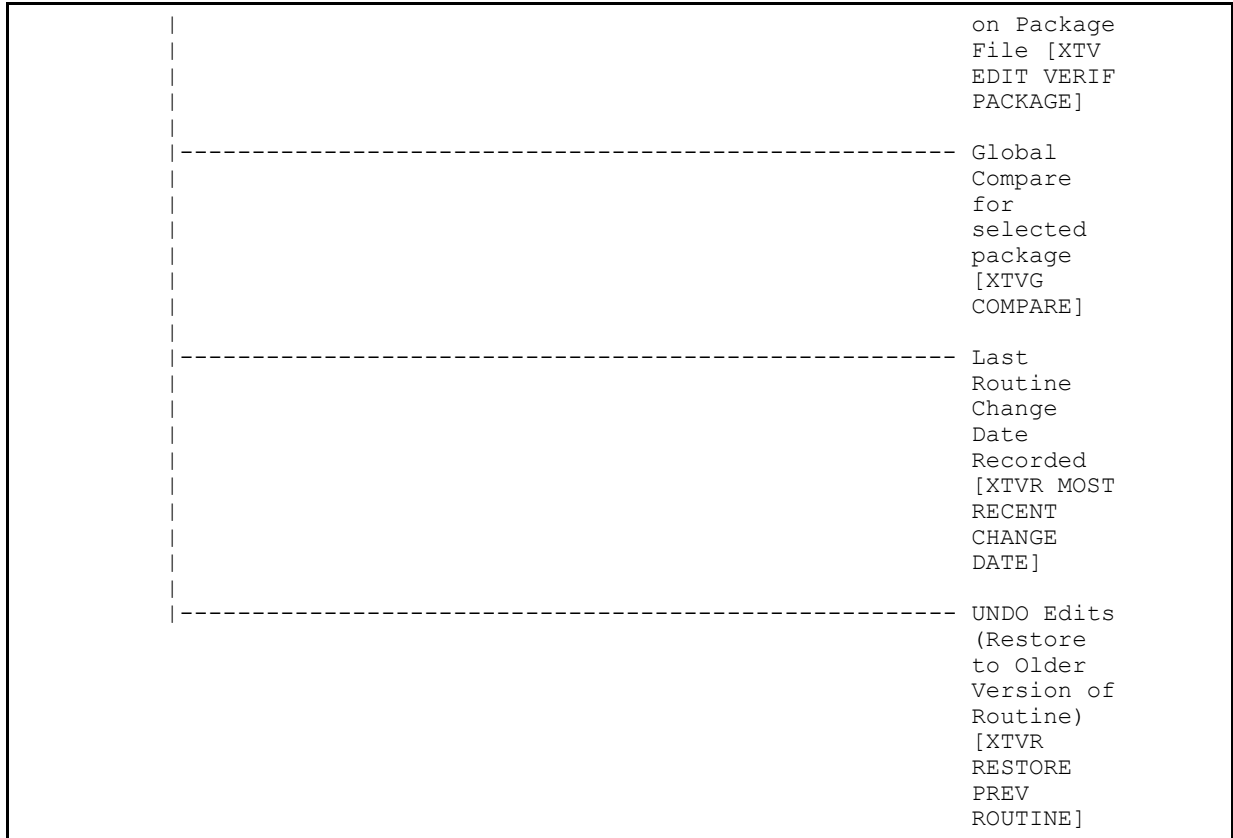 on Package
File [XTV
EDIT VERIF
PACKAGE]
Global
Compare
for
selected
package
[XTVG
COMPARE]
Last
Routine
Change
Date
Recorded
[XTVR MOST
RECENT
CHANGE
DATE]
UNDO Edits
(Restore
to Older
Version of
Routine)
[XTVR
RESTORE
PREV
ROUTINE]